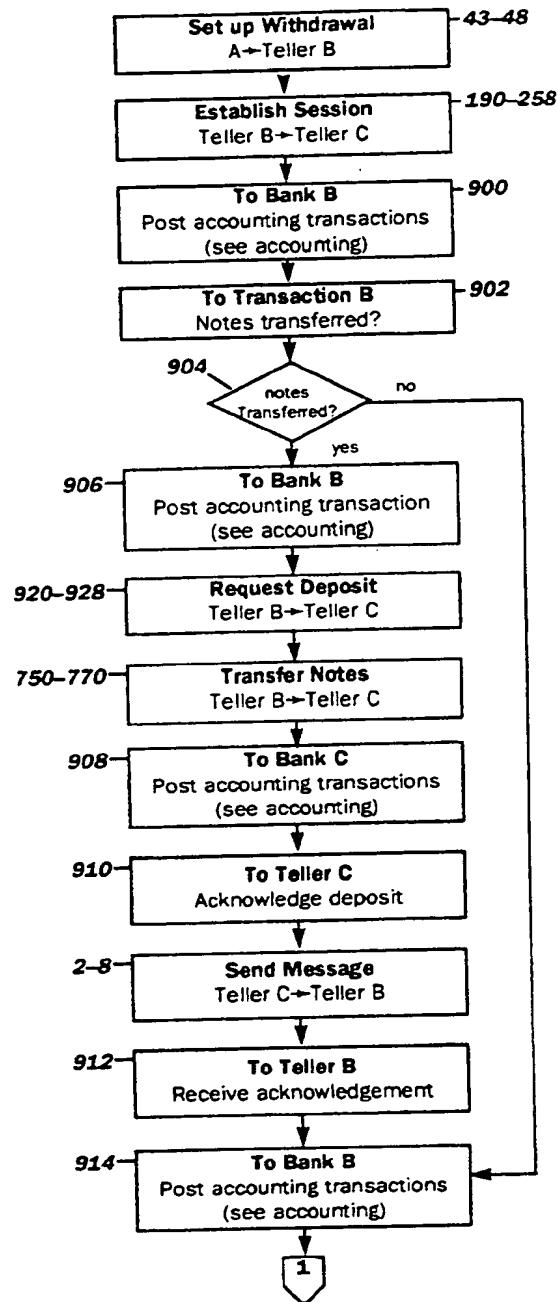 Set up Withdrawal
A→Teller B
43–48
Establish Session
Teller B→Teller C
190–258
To Bank B
Post accounting transactions
(see accounting)
900
To Transaction B
Notes transferred?
902
904
notes
Transferred?
no
yes
906
To Bank B
Post accounting transaction
(see accounting)
920–928
Request Deposit
Teller B→Teller C
750–770
Transfer Notes
Teller B→Teller C
908
To Bank C
Post accounting transactions
(see accounting)
910
To Teller C
Acknowledge deposit
2–8
Send Message
Teller C→Teller B
912
To Teller B
Receive acknowledgement
914
To Bank B
Post accounting transactions
(see accounting)
1